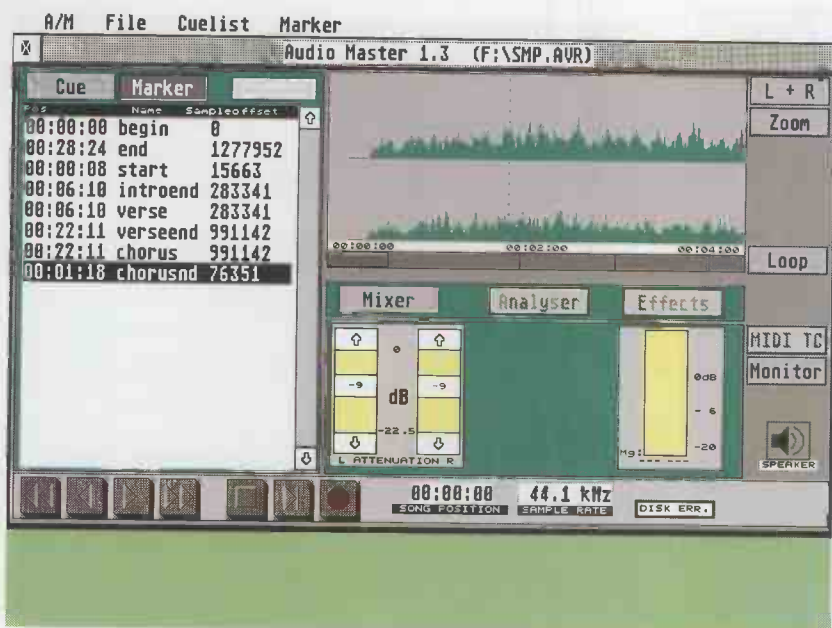 A/M File Cuelist Marker
Audio Master 1.3 (F:\SMP.AVR)
Cue Marker
Pos Name Sampleoffset
00:00:00 begin 0
00:28:24 end 1277952
00:00:08 start 15663
00:06:10 introend 283341
00:06:10 verse 283341
00:22:11 verseend 991142
00:22:11 chorus 991142
00:01:18 chorusnd 76351
L + R
Zoom
00:00:00 00:02:00 00:04:00
Loop
Mixer Analyser Effects
0
-9 dB -9
-22.5
L ATTENUATION R
0dB
- 6
-20
Mg:
MIDI TC
Monitor
SPEAKER
00:00:00 44.1 kHz
SONG POSITION SAMPLE RATE DISK ERR.